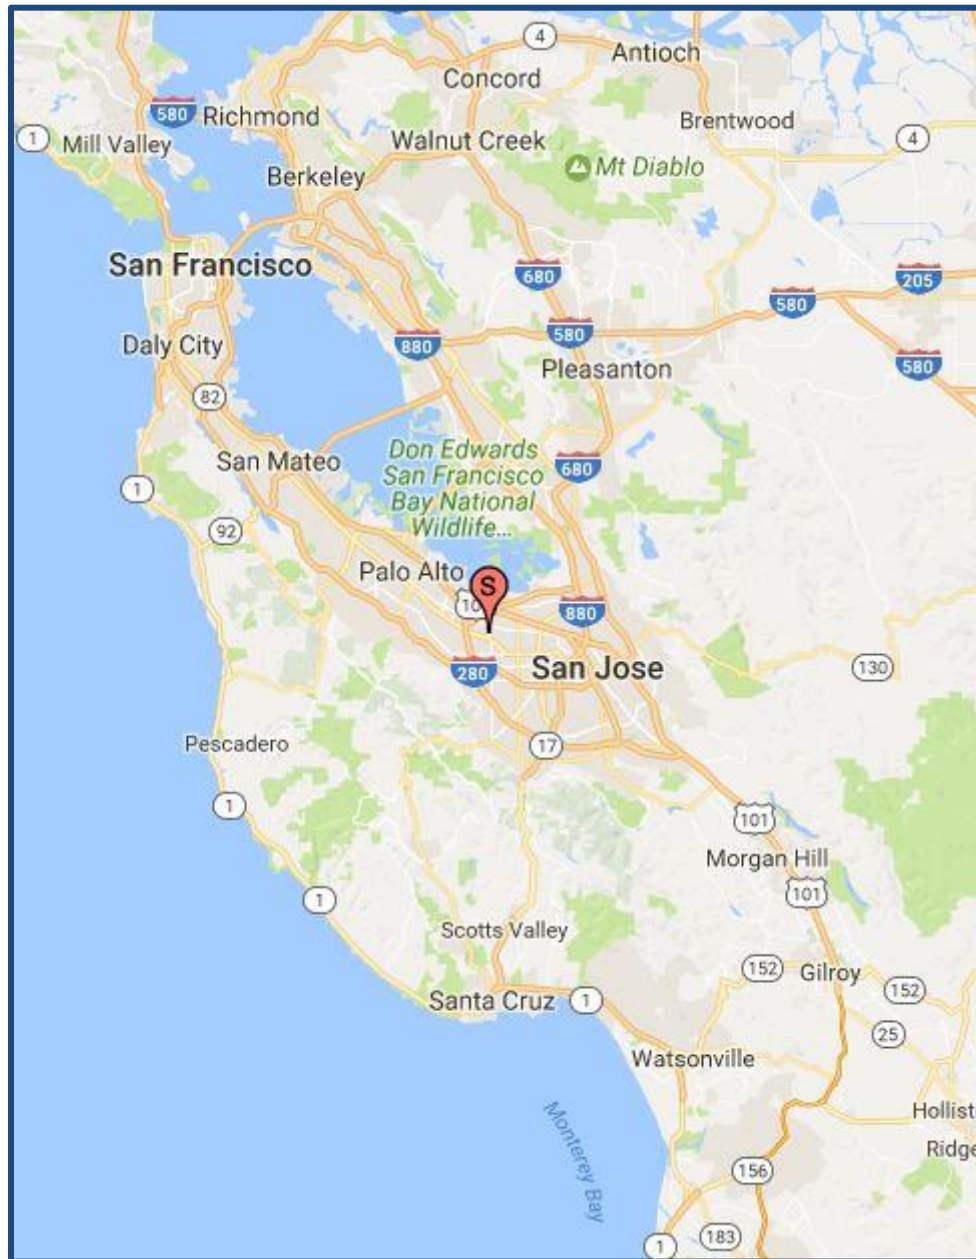 4
Antioch
Concord
580
Richmond
Brentwood
1
Mill Valley
Walnut Creek
4
Berkeley
Mt Diablo
San Francisco
680
205
580
880
580
Daly City
Pleasanton
580
82
San Mateo
Don Edwards
San Francisco
Bay National
Wildlife...
680
1
92
Palo Alto
S
10
880
280
San Jose
130
Pescadero
17
1
101
Morgan Hill
101
1
Scotts Valley
152
Gilroy
152
Santa Cruz
1
25
Watsonville
Hollist
Ridge
Monterey Bay
156
183
1